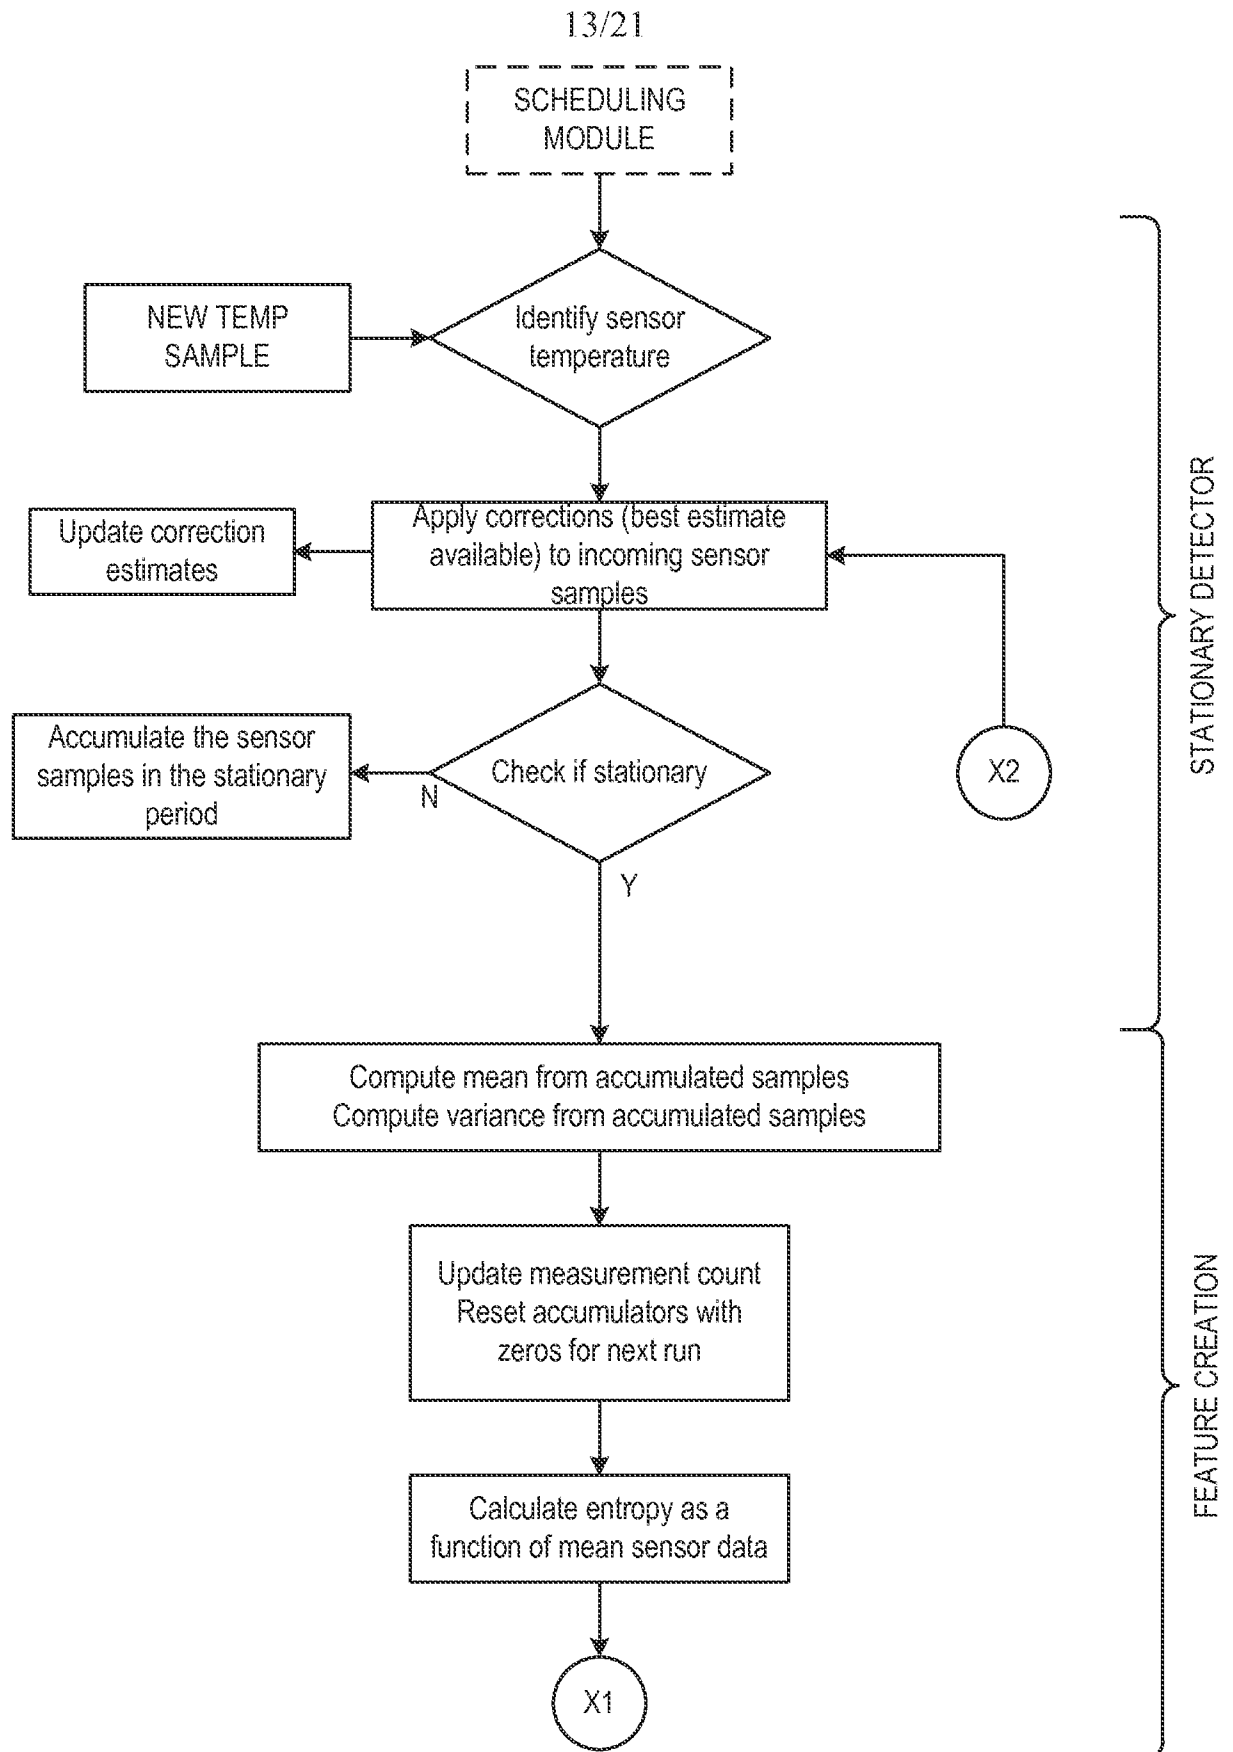 13/21
SCHEDULING
MODULE
NEW TEMP
SAMPLE
Identify sensor
temperature
Update correction
estimates
Apply corrections (best estimate
available) to incoming sensor
samples
Accumulate the sensor
samples in the stationary
period
N
Check if stationary
Y
X2
STATIONARY DETECTOR
Compute mean from accumulated samples
Compute variance from accumulated samples
Update measurement count
Reset accumulators with
zeros for next run
Calculate entropy as a
function of mean sensor data
X1
FEATURE CREATION